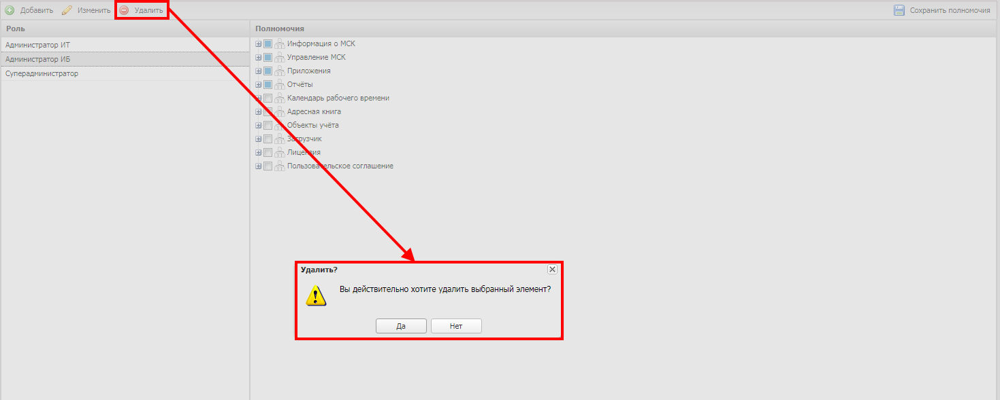 Добавить Изменить Удалить Сохранить полномочия
Роль
Администратор ИТ
Администратор ИБ
Суперадминистратор
Полномочия
Информация о МСК
Управление МСК
Приложения
Отчёты
Календарь рабочего времени
Адресная книга
Объекты учёта
Загрузчик
Лицензия
Пользовательское соглашение
Удалить?
Вы действительно хотите удалить выбранный элемент?
Да Нет